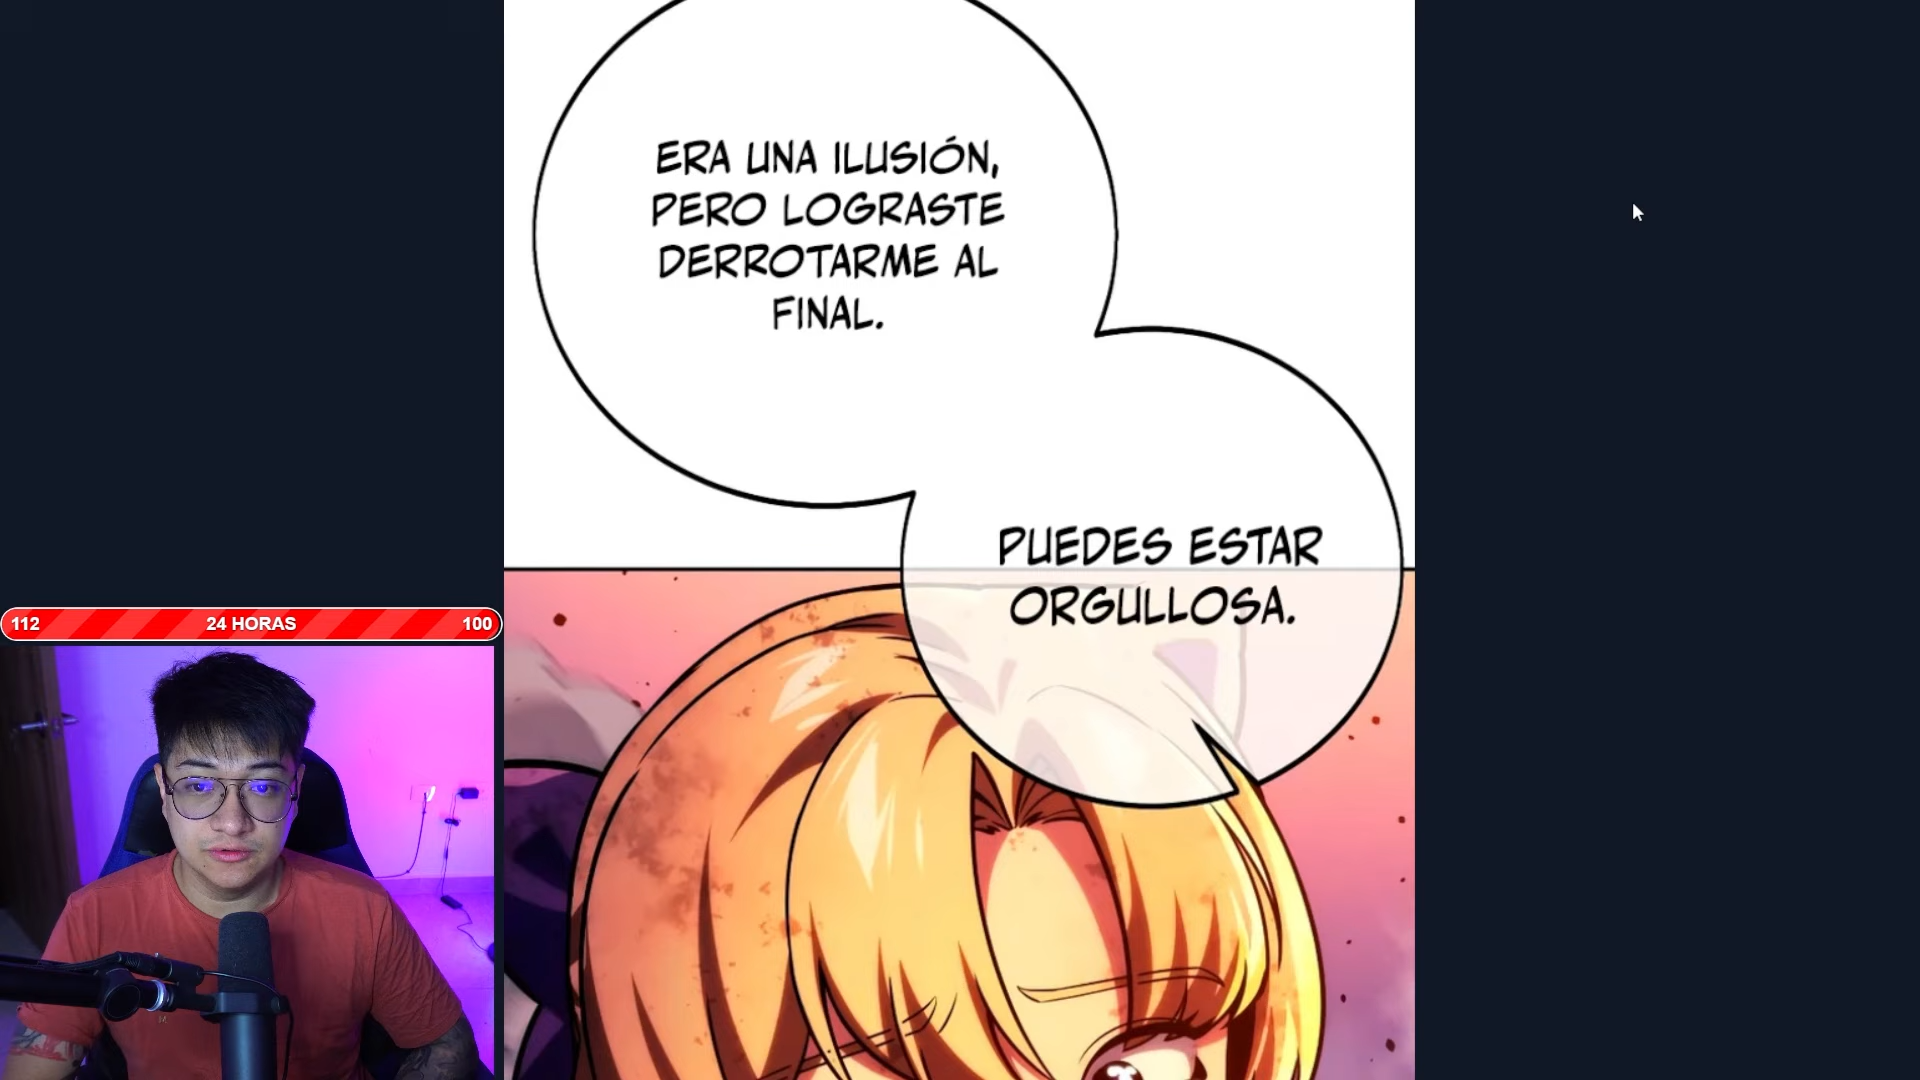 ERA UNA ILUSIÓN,
PERO LOGRASTE
DERROTARME AL
FINAL.
PUEDES ESTAR
ORGULLOSA.
112 24 HORAS 100